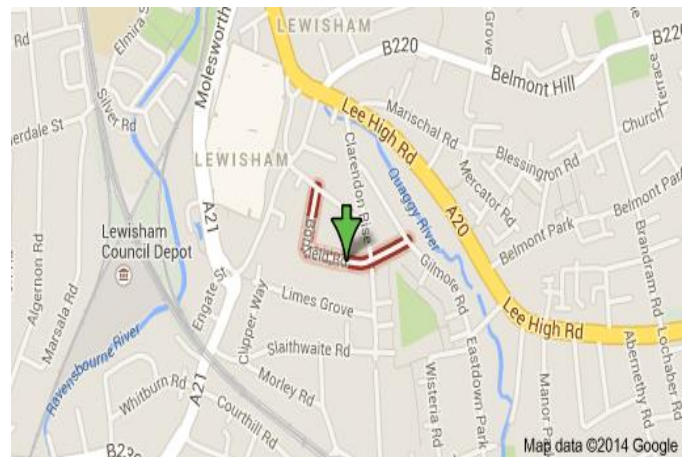 LEWISHAM
B220
B220
Rd
Elmira S
Silver Rd
erdale St
Molesworth
A21
Lee High Rd
Belmont Hill
Grove
Terrace
Church
Marischal Rd
Blessington Rd
Mercator Rd
LEWISHAM
Clarendon Rise
Quaggy River
A20
Belmont Park
Belmont Park
Brandram Rd
Lewisham
Council Depot
A21
Algernon Rd
Marsala Rd
Engate St
Clipper Way
Limes Grove
Gilmore Rd
Lee High Rd
Slaithwaite Rd
Ravensbourne River
Whitburn Rd
A21
Morley Rd
Courthill Rd
Wisteria Rd
Eastdown Park
Manor Pa
Abernethy Rd
Lochaber Rd
Map data ©2014 Google